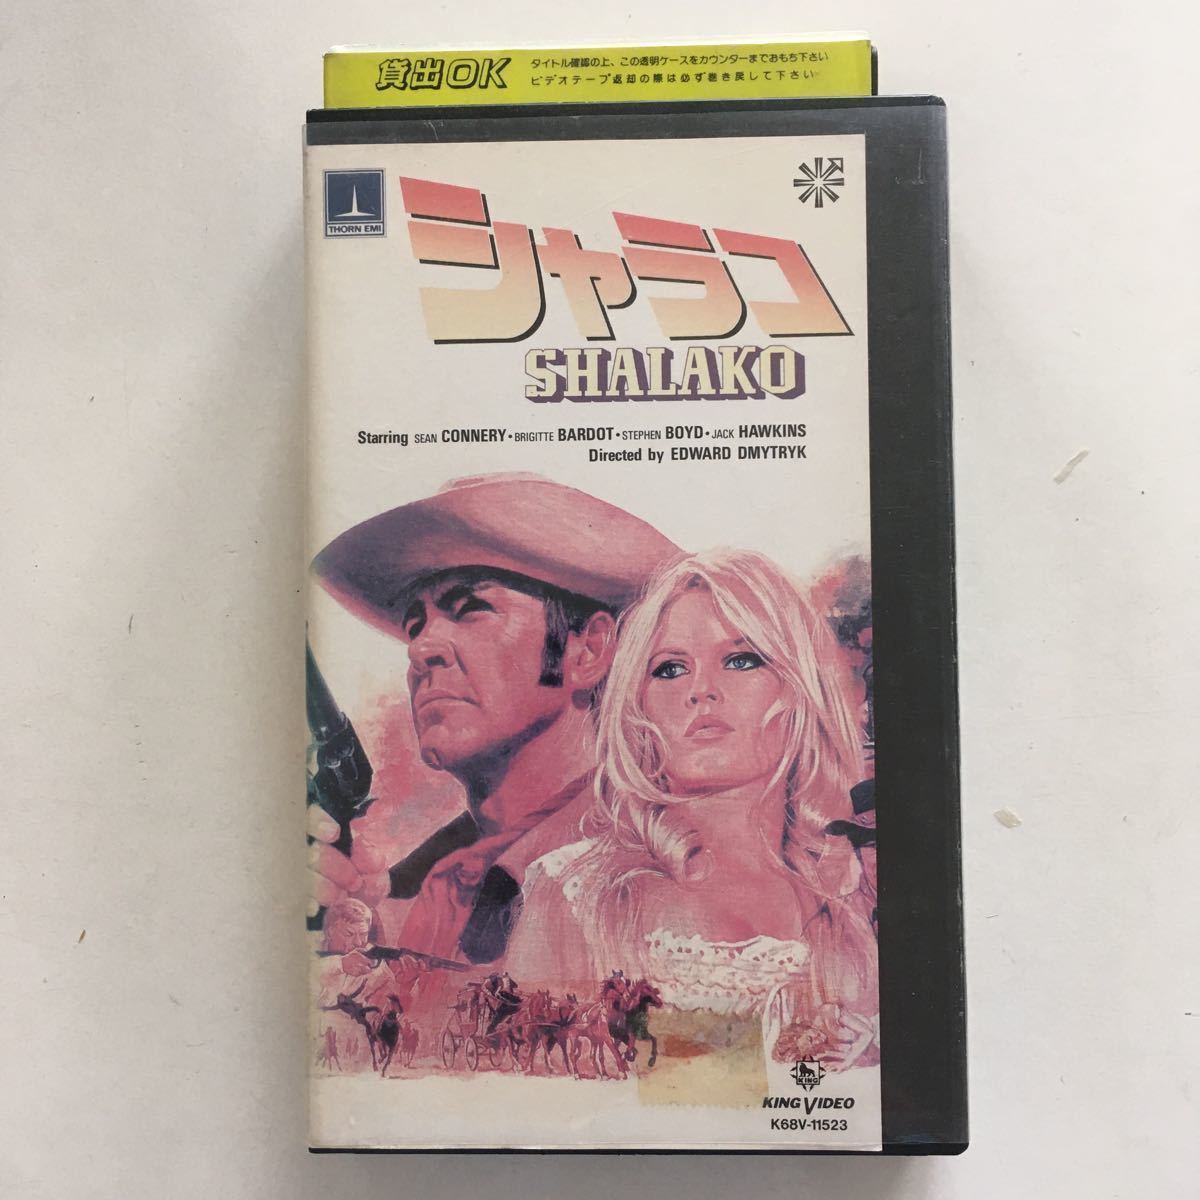 貸出OK
タイトル確認の上、この透明ケースをカウンターまでおもち下さい
ビデオテープ返却の際は必ず巻き戻して下さい
THORN EMI
シャラコ
SHALAKO
Starring SEAN CONNERY・BRIGITTE BARDOT・STEPHEN BOYD・JACK HAWKINS
Directed by EDWARD DMYTRYK
KING
KING VIDEO
K68V-11523